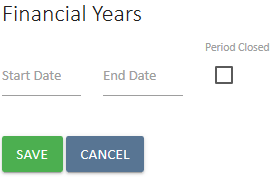 Financial Years
Period Closed
Start Date End Date
SAVE CANCEL